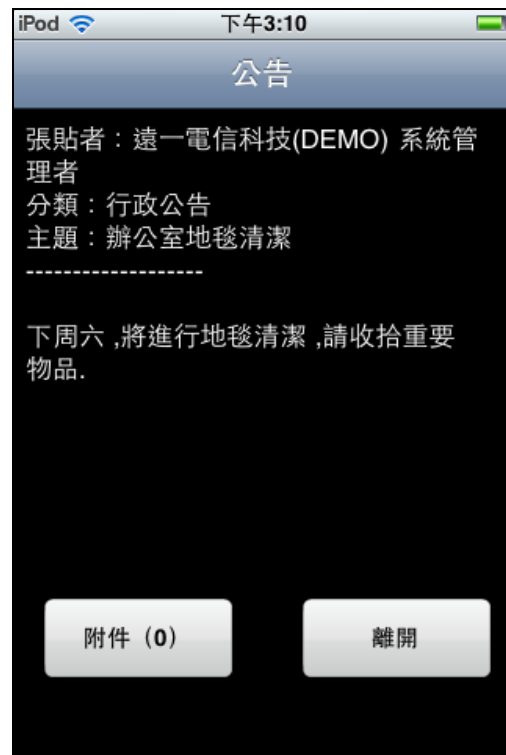 iPod 下午3:10
公告
張貼者：遠一電信科技(DEMO) 系統管
理者
分類：行政公告
主題：辦公室地毯清潔
-------------------
下周六 ,將進行地毯清潔 ,請收拾重要
物品.
附件（0） 離開